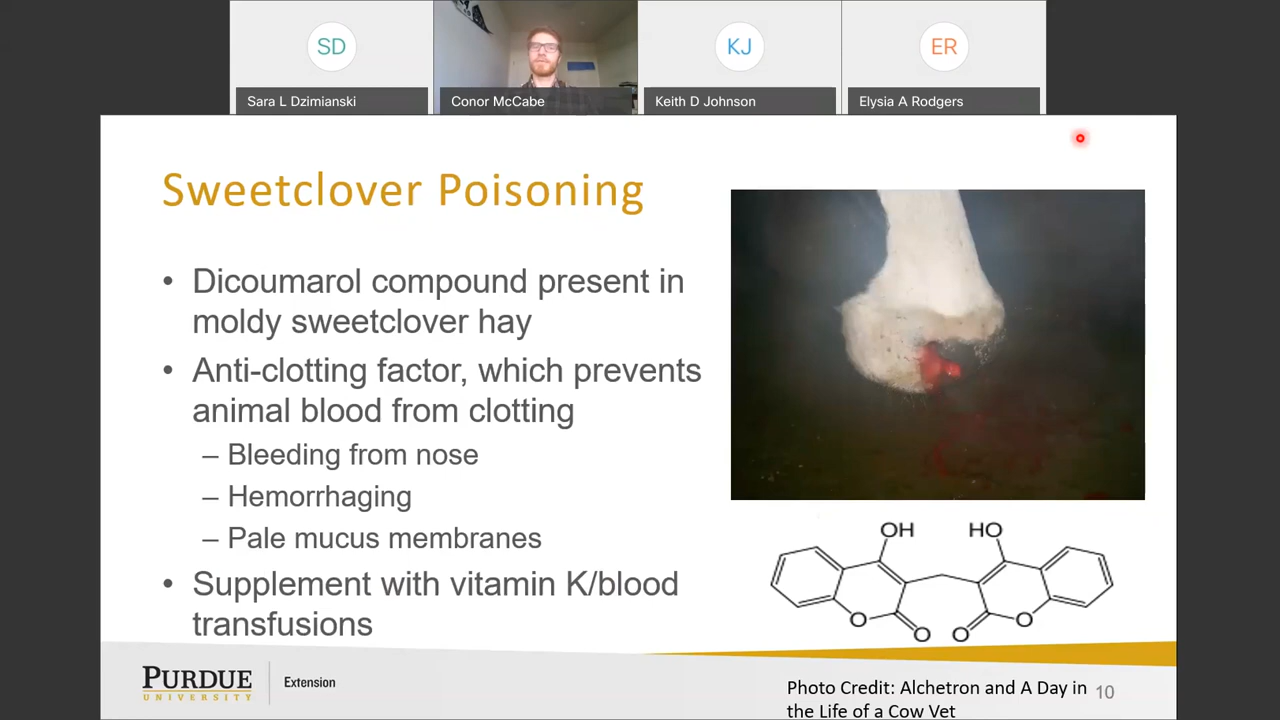 SD
KJ
ER
Sara L Dzimianski
Conor McCabe
Keith D Johnson
Elysia A Rodgers
Sweetclover Poisoning
• Dicoumarol compound present in
moldy sweetclover hay
• Anti-clotting factor, which prevents
animal blood from clotting
– Bleeding from nose
– Hemorrhaging
– Pale mucus membranes
• Supplement with vitamin K/blood
transfusions
OH
HO
O
O
O
O
PURDUE
UNIVERSITY
Extension
Photo Credit: Alchetron and A Day in
the Life of a Cow Vet
10